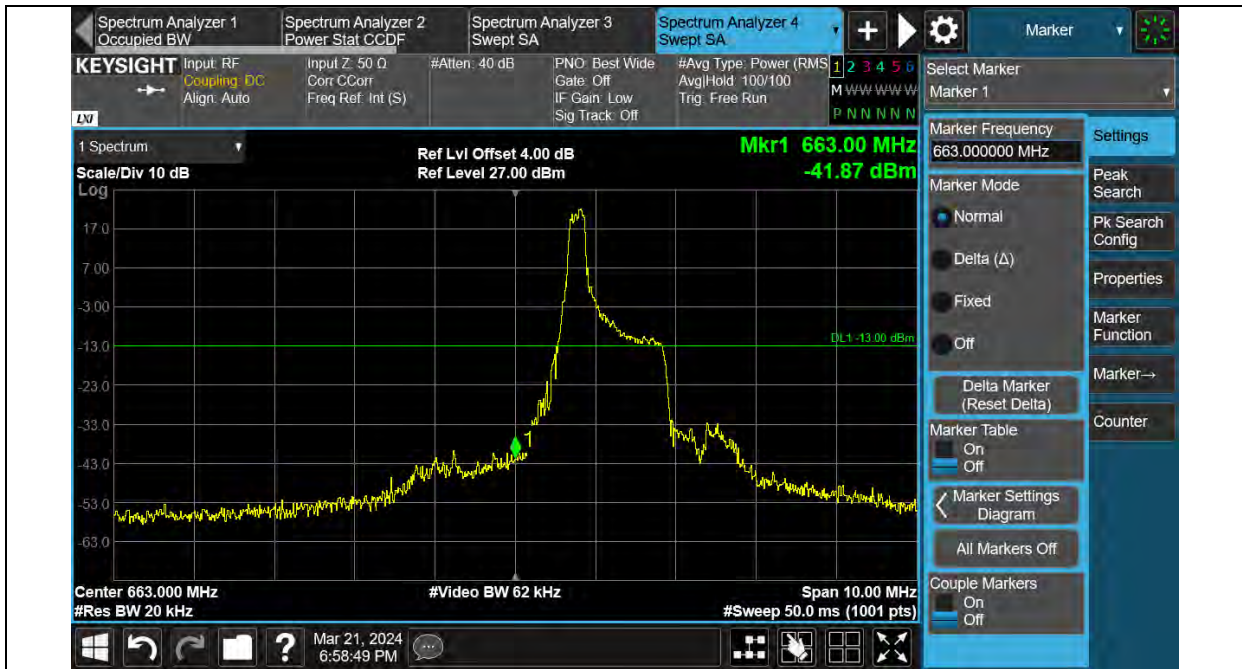 Spectrum Analyzer 1
Occupied BW
Spectrum Analyzer 2
Power Stat CCDF
Spectrum Analyzer 3
Swept SA
Spectrum Analyzer 4
Swept SA
+
Marker
KEYSIGHT
LXI
Input: RF
Coupling: DC
Align: Auto
Input Z: 50 Ω
Corr CCorr
Freq Ref: Int (S)
#Atten: 40 dB
PNO: Best Wide
Gate: Off
IF Gain: Low
Sig Track: Off
#Avg Type: Power (RMS
Avg|Hold: 100/100
Trig: Free Run
1 2 3 4 5 6
M W W W W W
P N N N N N
Select Marker
Marker 1
1 Spectrum
Scale/Div 10 dB
Log
Ref Lvl Offset 4.00 dB
Ref Level 27.00 dBm
Mkr1 663.00 MHz
-41.87 dBm
17.0
7.00
-3.00
-13.0
-23.0
-33.0
-43.0
-53.0
-63.0
DL1 -13.00 dBm
1
Center 663.000 MHz
#Res BW 20 kHz
#Video BW 62 kHz
Span 10.00 MHz
#Sweep 50.0 ms (1001 pts)
Marker Frequency
663.000000 MHz
Marker Mode
Normal
Delta (Δ)
Fixed
Off
Delta Marker
(Reset Delta)
Marker Table
On
Off
Marker Settings
Diagram
All Markers Off
Couple Markers
On
Off
Settings
Peak
Search
Pk Search
Config
Properties
Marker
Function
Marker→
Counter
?
Mar 21, 2024
6:58:49 PM